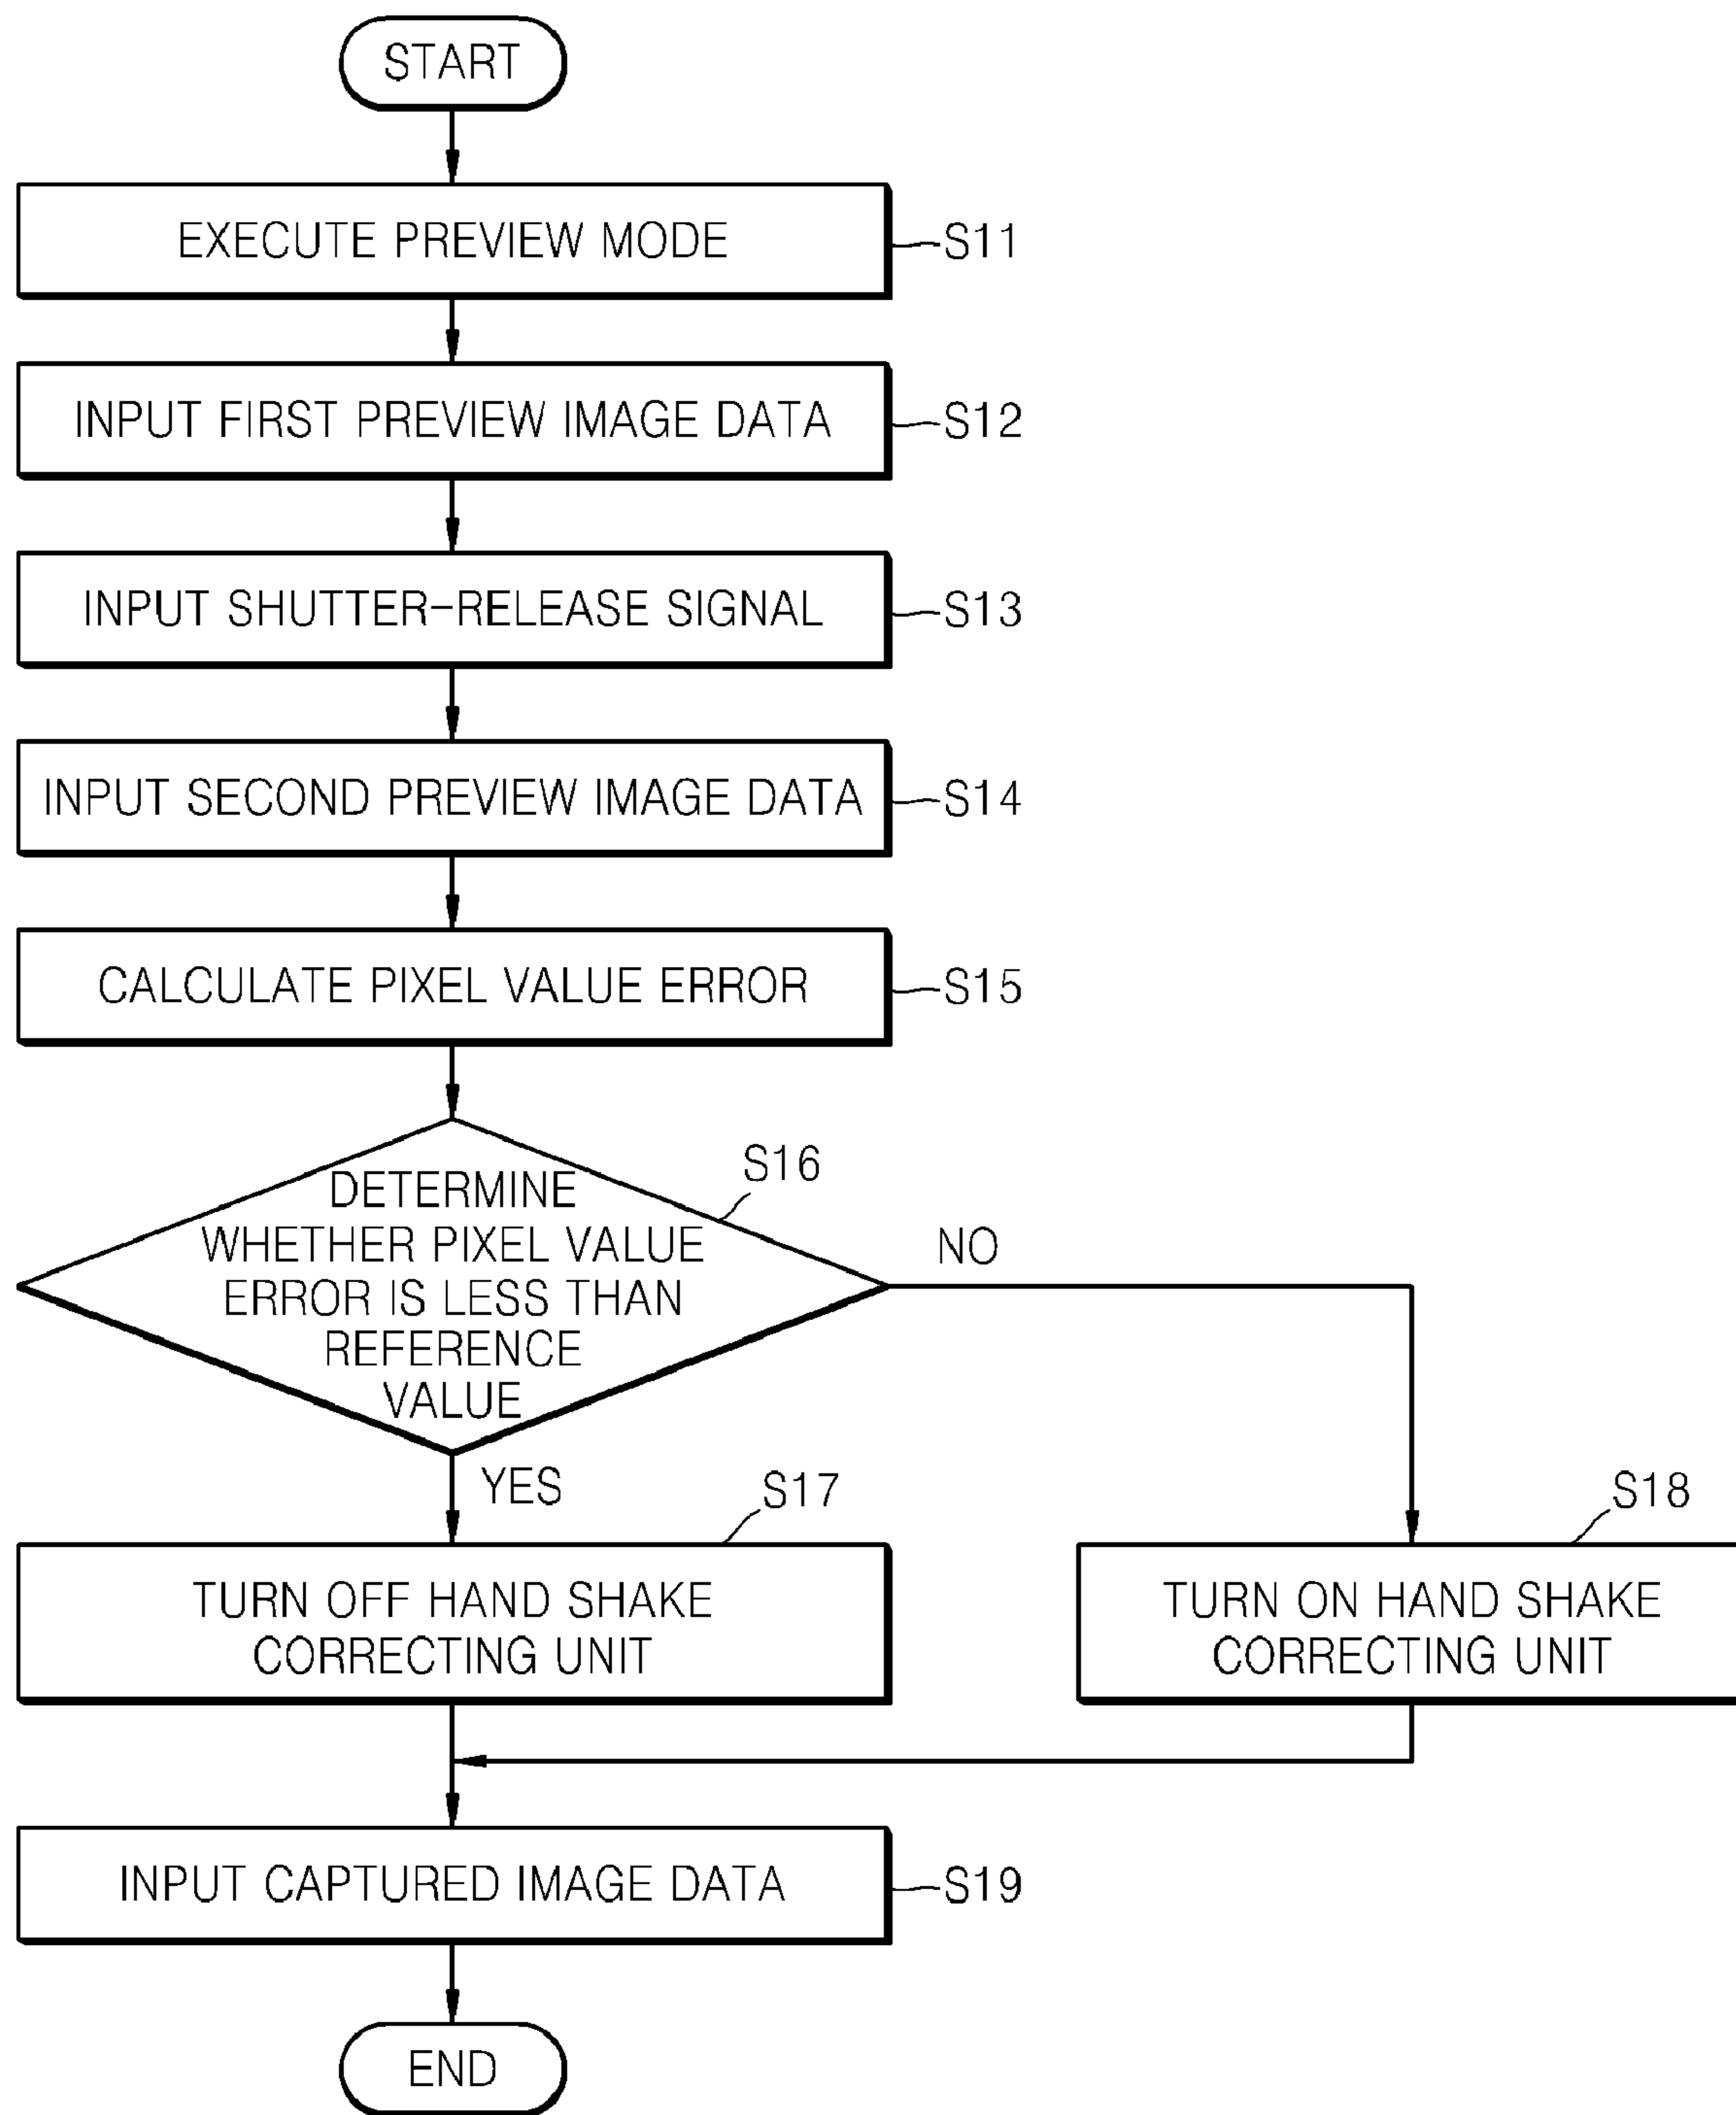 START
EXECUTE PREVIEW MODE
S11
INPUT FIRST PREVIEW IMAGE DATA
S12
INPUT SHUTTER-RELEASE SIGNAL
S13
INPUT SECOND PREVIEW IMAGE DATA
S14
CALCULATE PIXEL VALUE ERROR
S15
S16
DETERMINE
WHETHER PIXEL VALUE
ERROR IS LESS THAN
REFERENCE
VALUE
NO
YES
S17
TURN OFF HAND SHAKE
CORRECTING UNIT
S18
TURN ON HAND SHAKE
CORRECTING UNIT
INPUT CAPTURED IMAGE DATA
S19
END